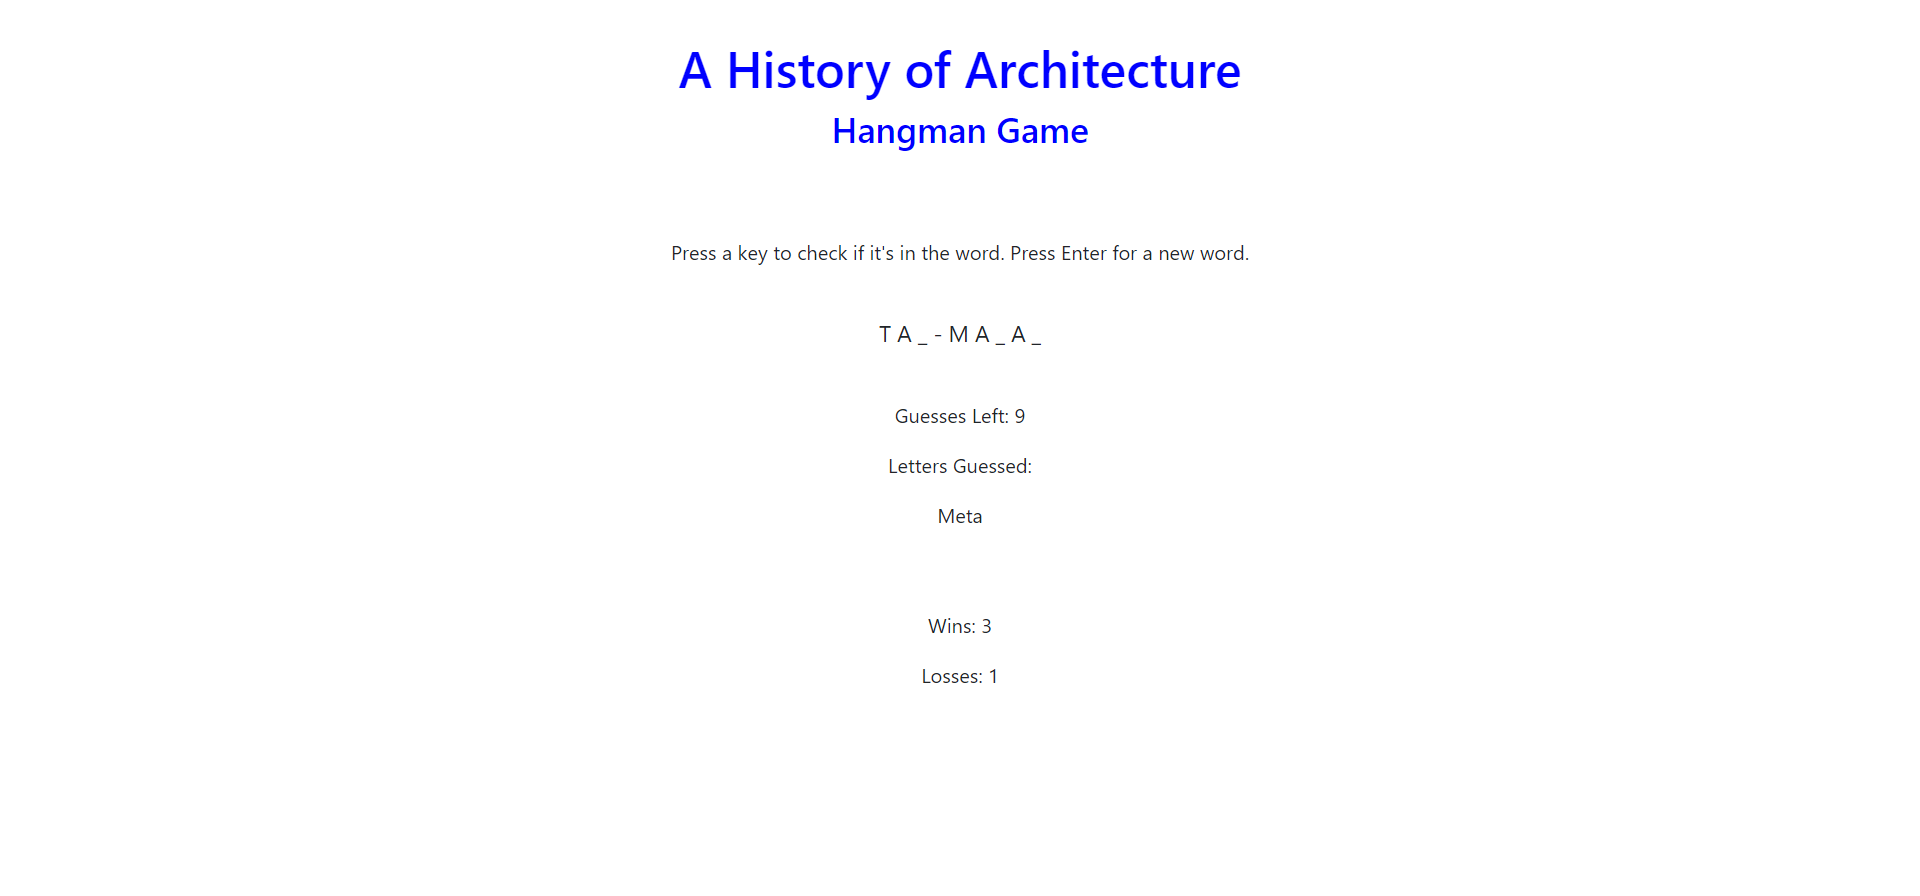 A History of Architecture
Hangman Game
Press a key to check if it's in the word. Press Enter for a new word.
T A _ - M A _ A _
Guesses Left: 9
Letters Guessed:
Meta
Wins: 3
Losses: 1